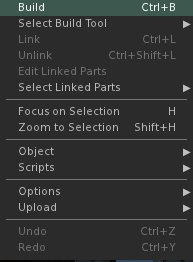 Build Ctrl+B
Select Build Tool
Link Ctrl+L
Unlink Ctrl+Shift+L
Edit Linked Parts
Select Linked Parts
Focus on Selection H
Zoom to Selection Shift+H
Object
Scripts
Options
Upload
Undo Ctrl+Z
Redo Ctrl+Y